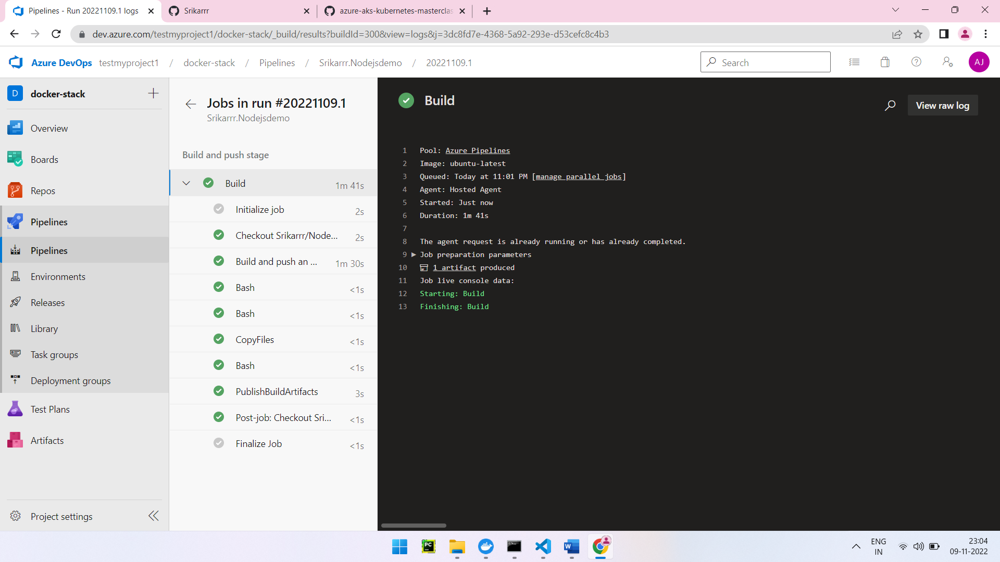 Pipelines - Run 20221109.1 logs
Srikarrr
azure-aks-kubernetes-masterclas
dev.azure.com/testmyproject1/docker-stack/_build/results?buildId=300&view=logs&j=3dc8fd7e-4368-5a92-293e-d53cefc8c4b3
Azure DevOps testmyproject1 / docker-stack / Pipelines / Srikarrr.Nodejsdemo / 20221109.1
Search
AJ
D docker-stack
Overview
Boards
Repos
Pipelines
Pipelines
Environments
Releases
Library
Task groups
Deployment groups
Test Plans
Artifacts
Project settings
Jobs in run #20221109.1
Srikarrr.Nodejsdemo
Build and push stage
Build 1m 41s
Initialize job 2s
Checkout Srikarrr/Node... 2s
Build and push an ... 1m 30s
Bash <1s
Bash <1s
CopyFiles <1s
Bash <1s
PublishBuildArtifacts 3s
Post-job: Checkout Sri... <1s
Finalize Job <1s
Build
View raw log
1 Pool: Azure Pipelines
2 Image: ubuntu-latest
3 Queued: Today at 11:01 PM [manage parallel jobs]
4 Agent: Hosted Agent
5 Started: Just now
6 Duration: 1m 41s
7
8 The agent request is already running or has already completed.
9 Job preparation parameters
10 1 artifact produced
11 Job live console data:
12 Starting: Build
13 Finishing: Build
PC
W
ENG
IN
23:04
09-11-2022